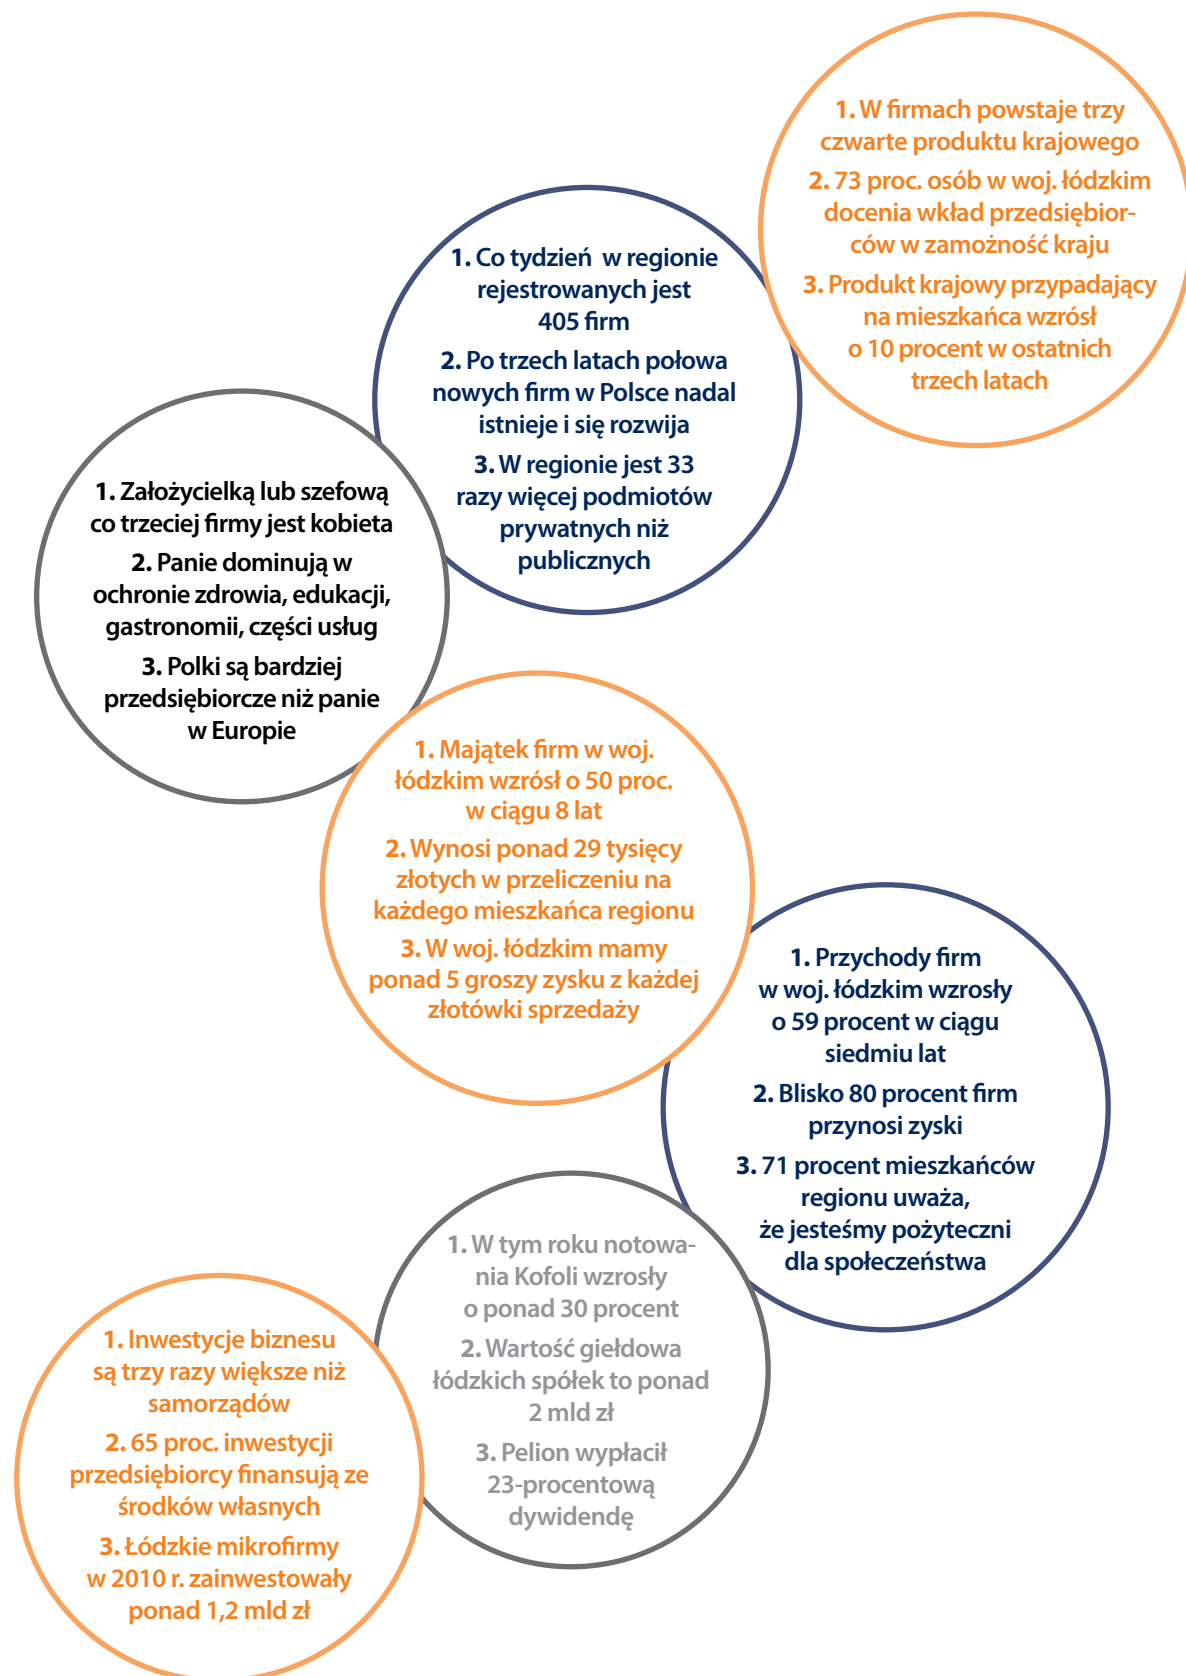 1. W firmach powstaje trzy
czwarte produktu krajowego
2. 73 proc. osób w woj. łódzkim
docenia wkład przedsiębior-
ców w zamożność kraju
3. Produkt krajowy przypadający
na mieszkańca wzrósł
o 10 procent w ostatnich
trzech latach
1. Co tydzień w regionie
rejestrowanych jest
405 firm
2. Po trzech latach połowa
nowych firm w Polsce nadal
istnieje i się rozwija
3. W regionie jest 33
razy więcej podmiotów
prywatnych niż
publicznych
1. Założycielką lub szefową
co trzeciej firmy jest kobieta
2. Panie dominują w
ochronie zdrowia, edukacji,
gastronomii, części usług
3. Polki są bardziej
przedsiębiorcze niż panie
w Europie
1. Majątek firm w woj.
łódzkim wzrósł o 50 proc.
w ciągu 8 lat
2. Wynosi ponad 29 tysięcy
złotych w przeliczeniu na
każdego mieszkańca regionu
3. W woj. łódzkim mamy
ponad 5 groszy zysku z każdej
złotówki sprzedaży
1. Przychody firm
w woj. łódzkim wzrosły
o 59 procent w ciągu
siedmiu lat
2. Blisko 80 procent firm
przynosi zyski
3. 71 procent mieszkańców
regionu uważa,
że jesteśmy pożyteczni
dla społeczeństwa
1. W tym roku notowa-
nia Kofoli wzrosły
o ponad 30 procent
2. Wartość giełdowa
łódzkich spółek to ponad
2 mld zł
3. Pelion wypłacił
23-procentową
dywidendę
1. Inwestycje biznesu
są trzy razy większe niż
samorządów
2. 65 proc. inwestycji
przedsiębiorcy finansują ze
środków własnych
3. Łódzkie mikrofirmy
w 2010 r. zainwestowały
ponad 1,2 mld zł